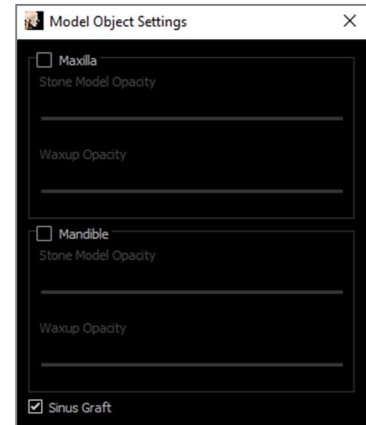 Model Object Settings
Maxilla
Stone Model Opacity
Waxup Opacity
Mandible
Stone Model Opacity
Waxup Opacity
Sinus Graft